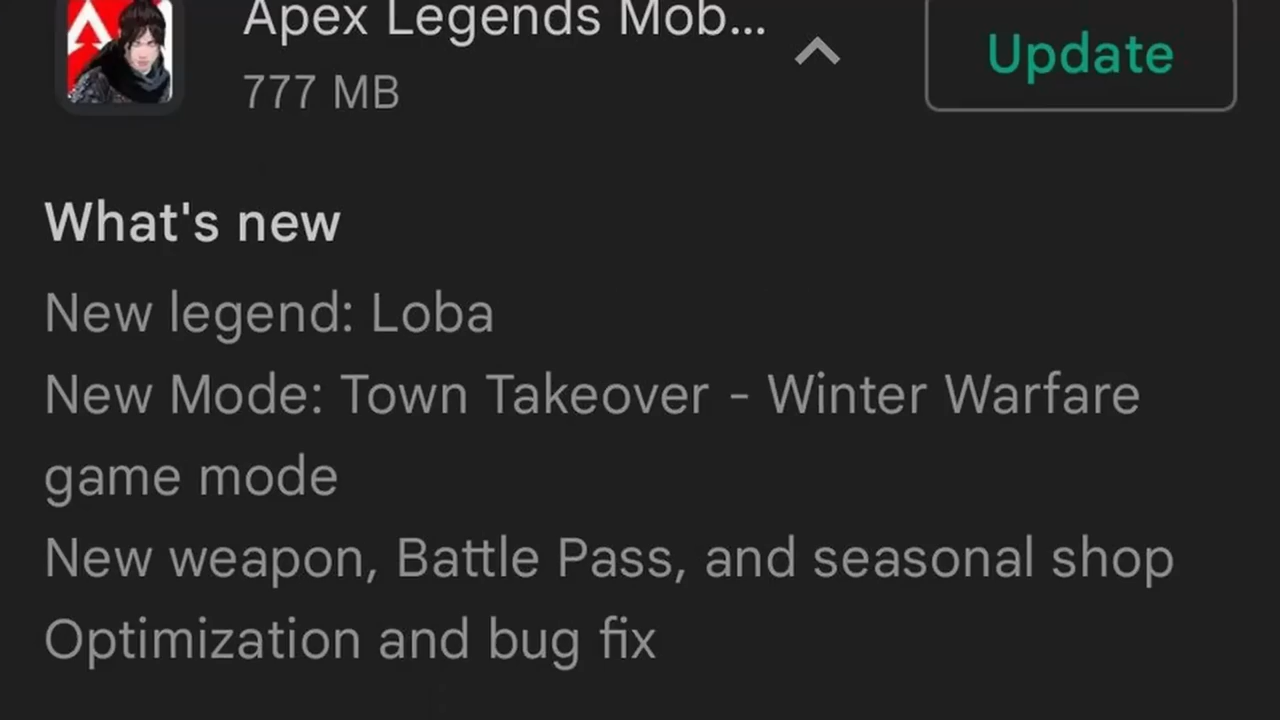 Apex Legends Mob...
777 MB
Update
What's new
New legend: Loba
New Mode: Town Takeover - Winter Warfare
game mode
New weapon, Battle Pass, and seasonal shop
Optimization and bug fix